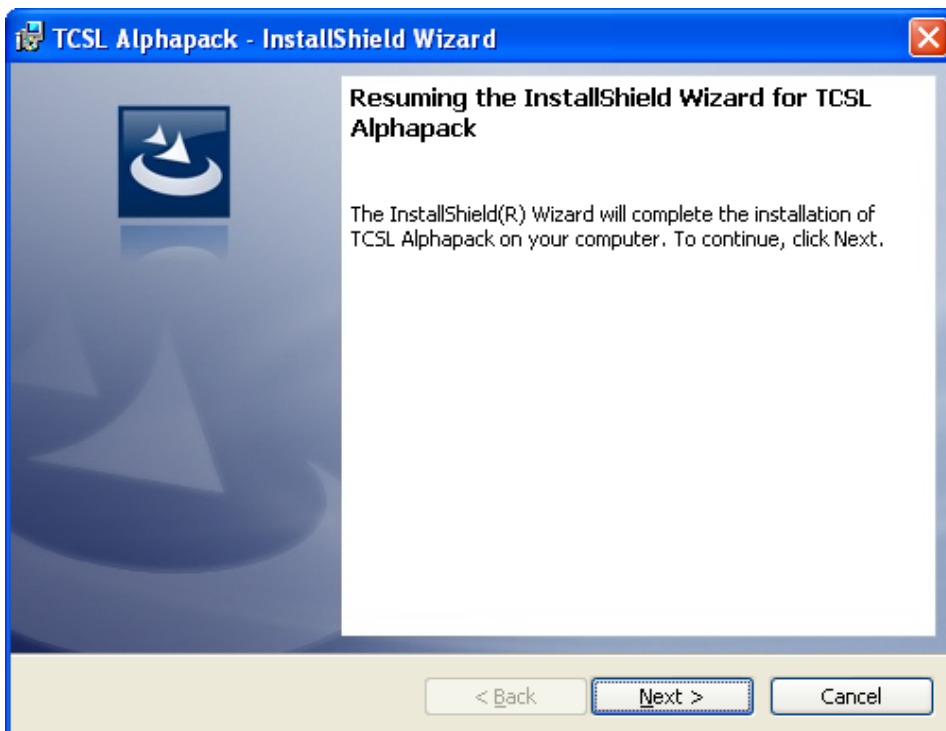 TCSL Alphapack - InstallShield Wizard
Resuming the InstallShield Wizard for TCSL
Alphapack
The InstallShield(R) Wizard will complete the installation of
TCSL Alphapack on your computer. To continue, click Next.
< Back
Next >
Cancel